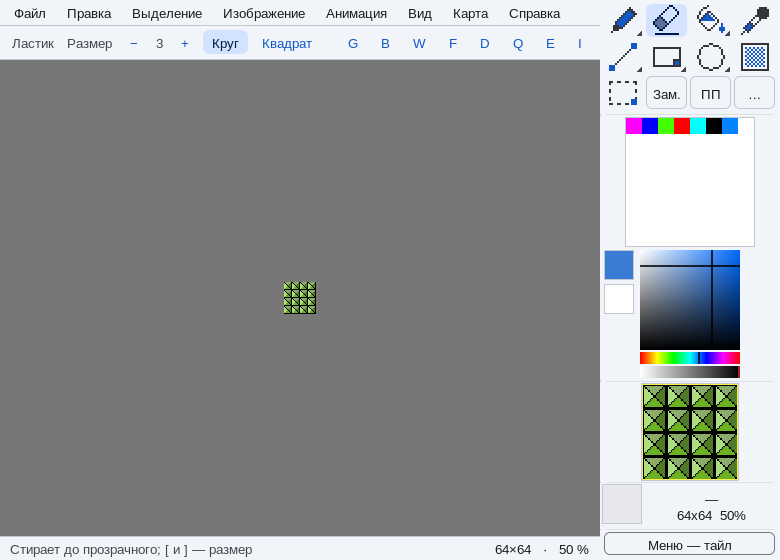 Файл Правка Выделение Изображение Анимация Вид Карта Справка
Ластик Размер − 3 + Круг Квадрат G B W F D Q E I
Зам. ПП ...
—
64x64 50%
Меню — тайл
Стирает до прозрачного; [ и ] — размер 64×64 · 50 %